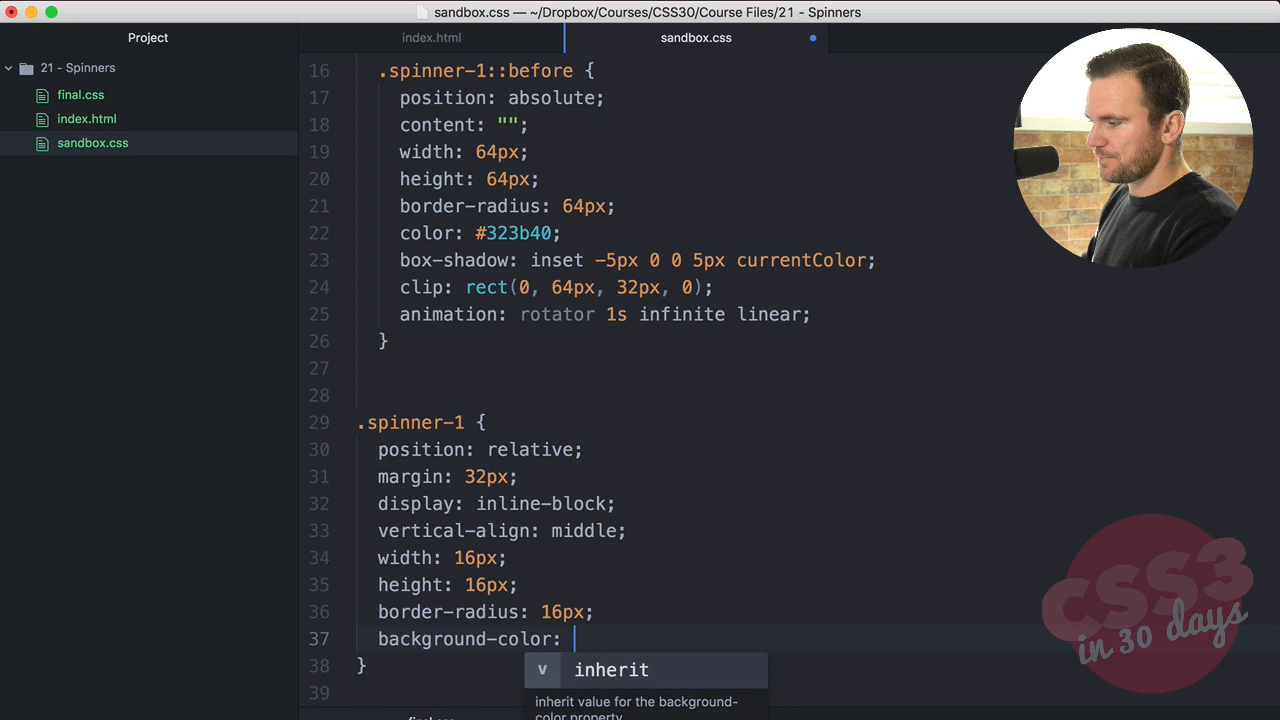 sandbox.css — ~/Dropbox/Courses/CSS30/Course Files/21 - Spinners
Project
index.html
sandbox.css
21 - Spinners
final.css
index.html
sandbox.css
16 .spinner-1::before {
17 position: absolute;
18 content: "";
19 width: 64px;
20 height: 64px;
21 border-radius: 64px;
22 color: #323b40;
23 box-shadow: inset -5px 0 0 5px currentColor;
24 clip: rect(0, 64px, 32px, 0);
25 animation: rotator 1s infinite linear;
26 }
27
28
29 .spinner-1 {
30 position: relative;
31 margin: 32px;
32 display: inline-block;
33 vertical-align: middle;
34 width: 16px;
35 height: 16px;
36 border-radius: 16px;
37 background-color:
38 }
39
v inherit
inherit value for the background-
color property
CSS3
in 30 days